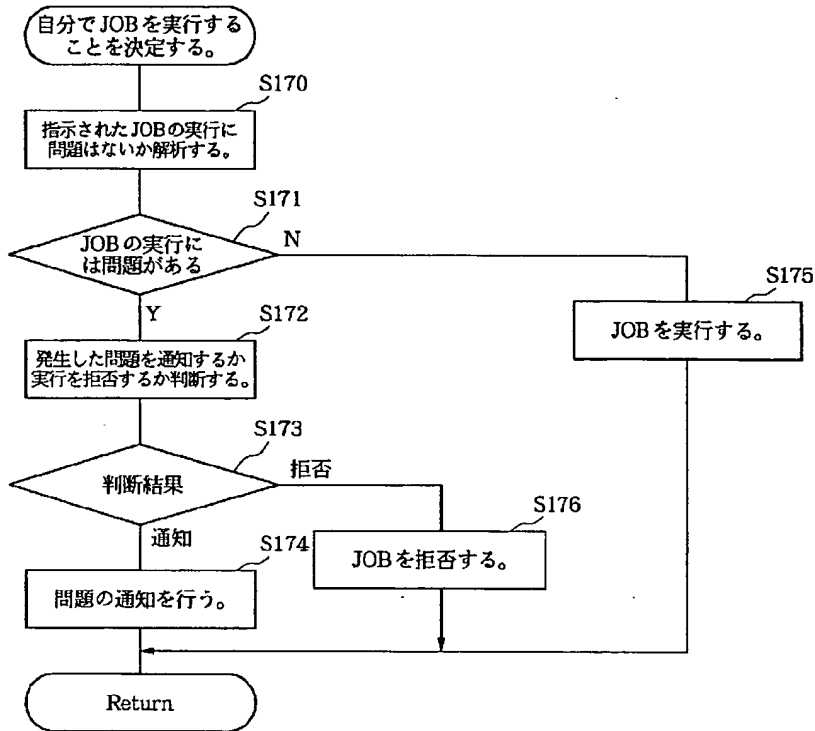 自分でJOBを実行する
ことを決定する。
S170
指示されたJOBの実行に
問題はないか解析する。
S171
JOBの実行に
は問題がある
N
Y
S175
JOBを実行する。
S172
発生した問題を通知するか
実行を拒否するか判断する。
S173
判断結果
拒否
通知
S176
JOBを拒否する。
S174
問題の通知を行う。
Return